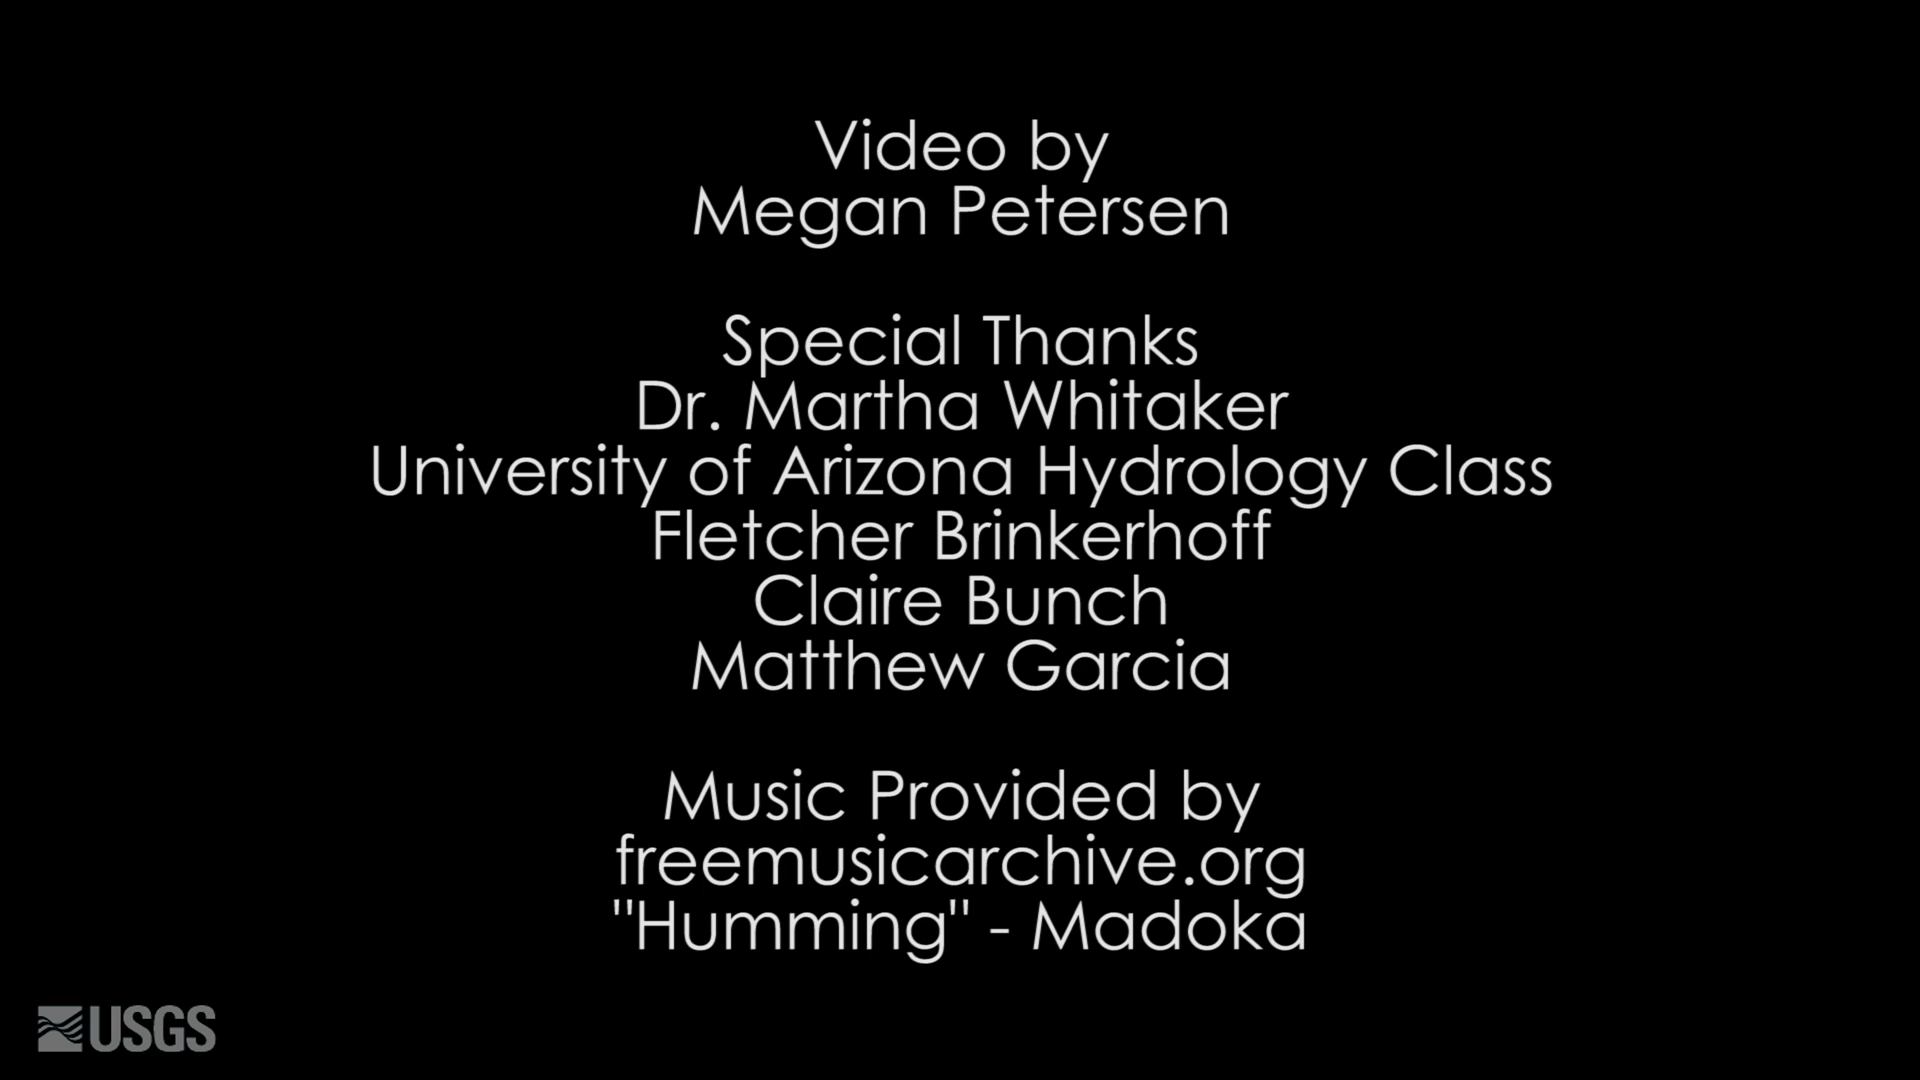 Video by
Megan Petersen
Special Thanks
Dr. Martha Whitaker
University of Arizona Hydrology Class
Fletcher Brinkerhoff
Claire Bunch
Matthew Garcia
Music Provided by
freemusicarchive.org
"Humming" - Madoka
USGS